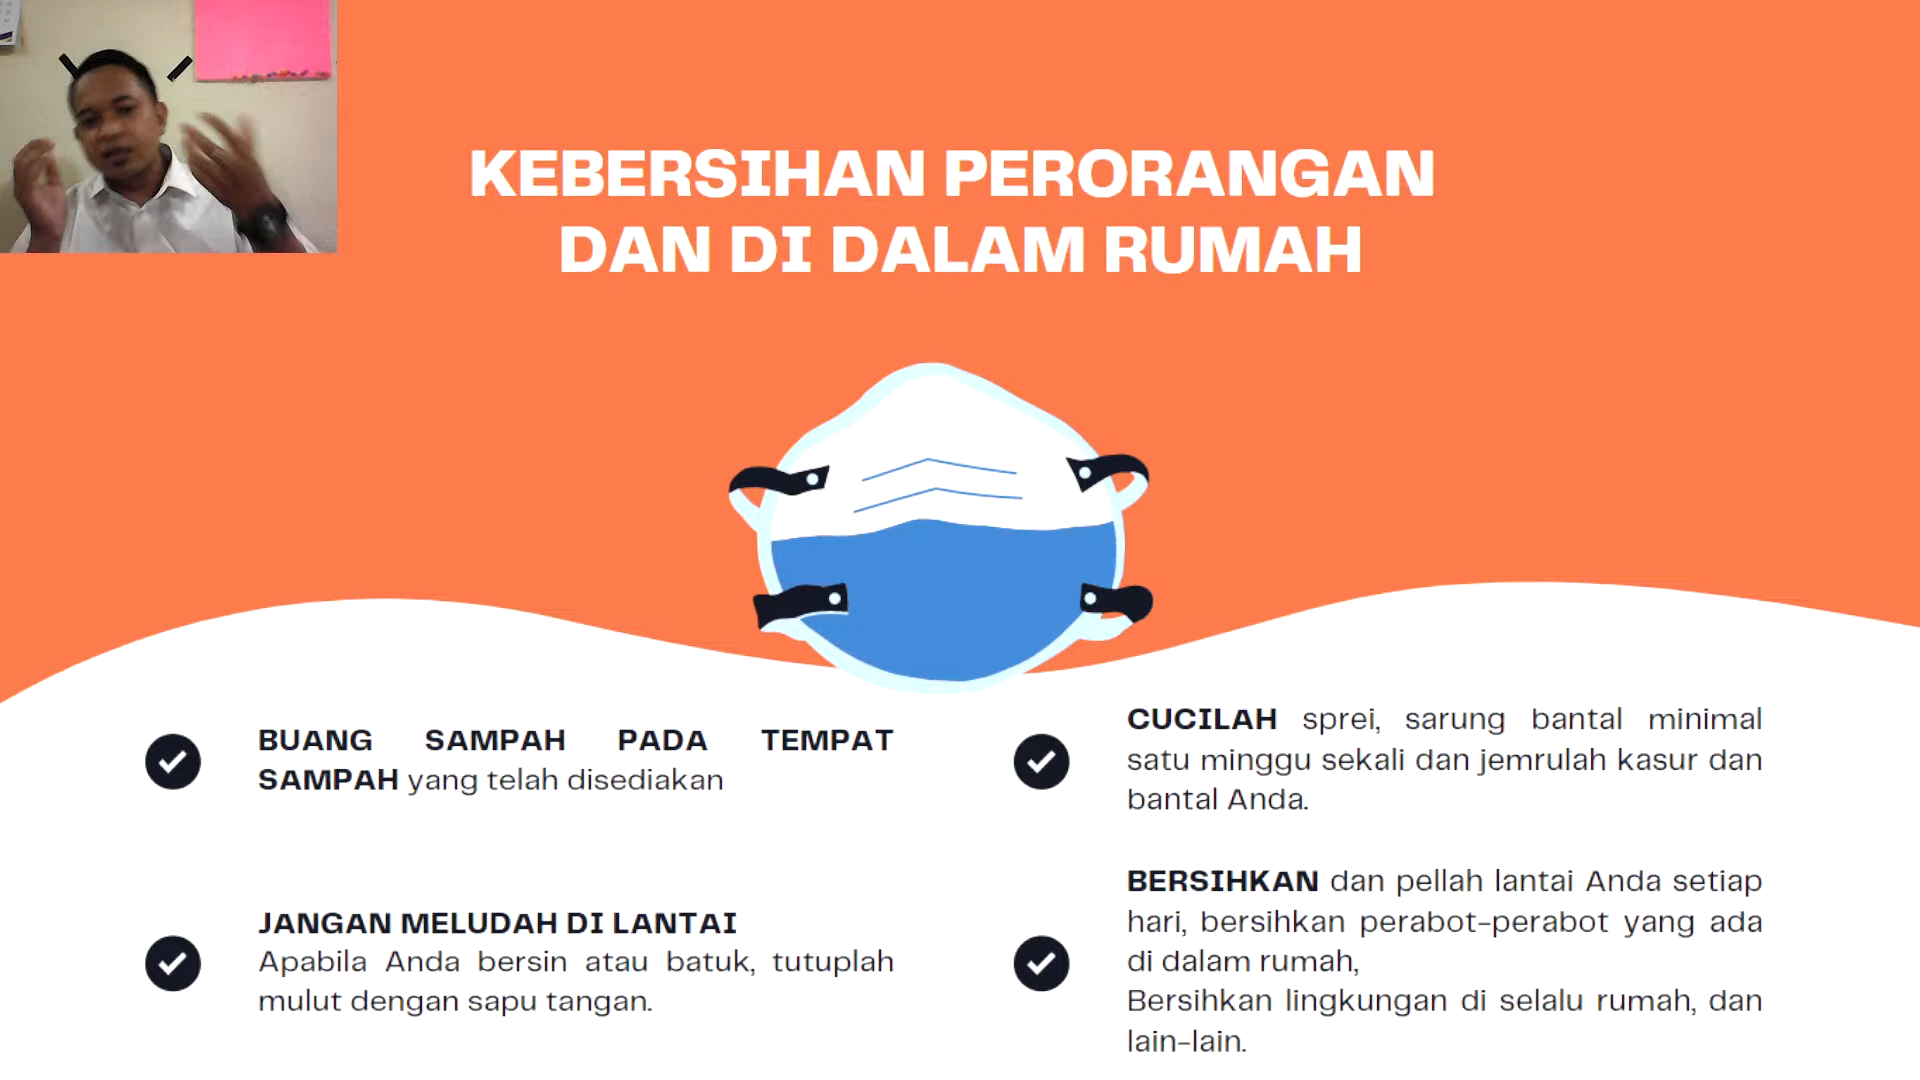 KEBERSIHAN PERORANGAN
DAN DI DALAM RUMAH
BUANG SAMPAH PADA TEMPAT
SAMPAH yang telah disediakan
JANGAN MELUDAH DI LANTAI
Apabila Anda bersin atau batuk, tutuplah
mulut dengan sapu tangan.
CUCILAH sprei, sarung bantal minimal
satu minggu sekali dan jemrulah kasur dan
bantal Anda.
BERSIHKAN dan pellah lantai Anda setiap
hari, bersihkan perabot-perabot yang ada
di dalam rumah,
Bersihkan lingkungan di selalu rumah, dan
lain-lain.